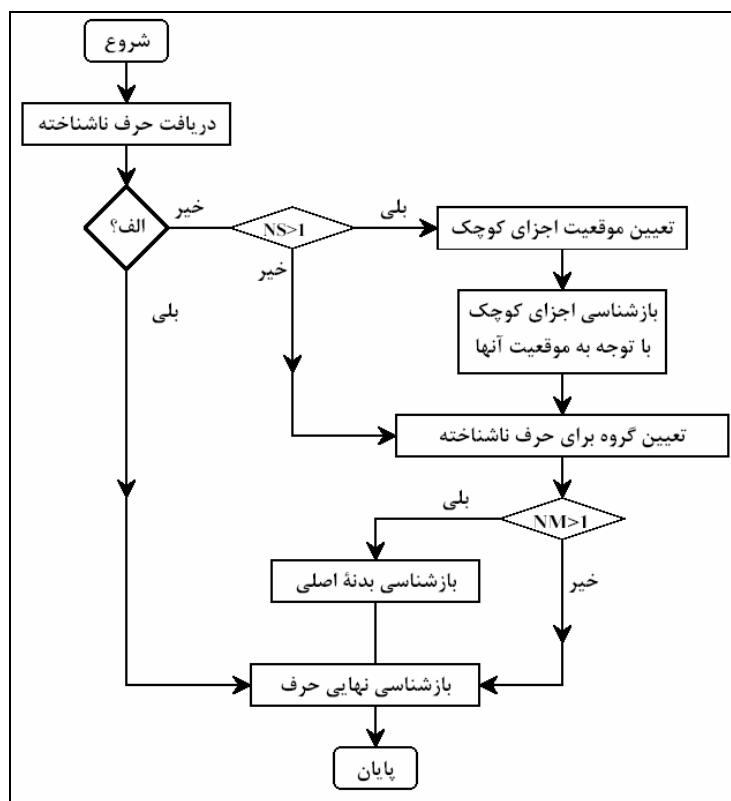 شروع
دریافت حرف ناشناخته
الف؟
خیر
NS>1
بلی
تعیین موقعیت اجزای کوچک
خیر
بلی
بازشناسی اجزای کوچک
با توجه به موقعیت آنها
تعیین گروه برای حرف ناشناخته
بلی
NM>1
خیر
بازشناسی بدنهٔ اصلی
بازشناسی نهایی حرف
پایان